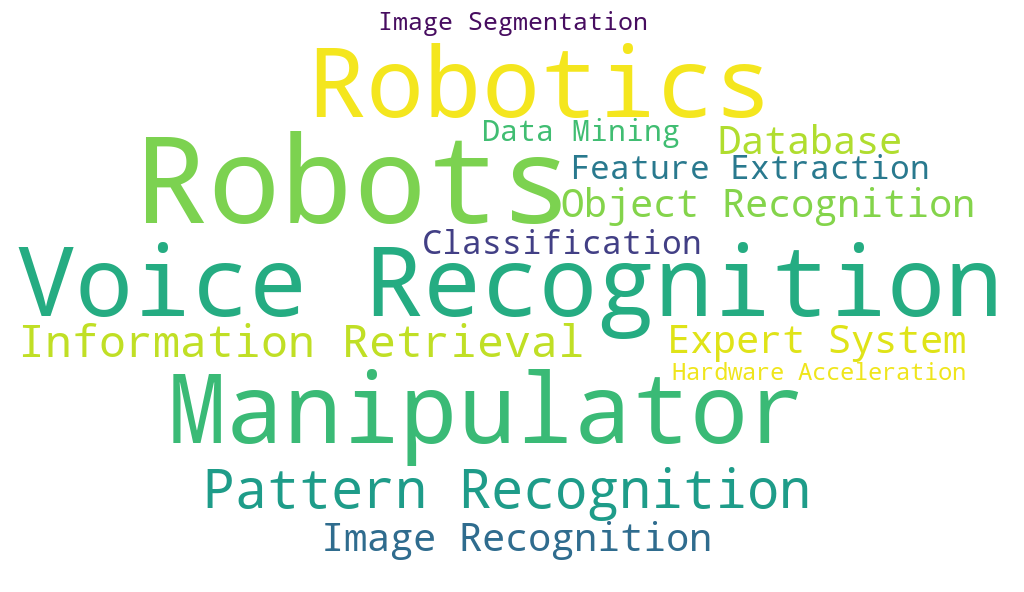 Image Segmentation
Robotics
Data Mining
Database
Robots
Feature Extraction
Object Recognition
Classification
Voice Recognition
Information Retrieval
Expert System
Hardware Acceleration
Manipulator
Pattern Recognition
Image Recognition